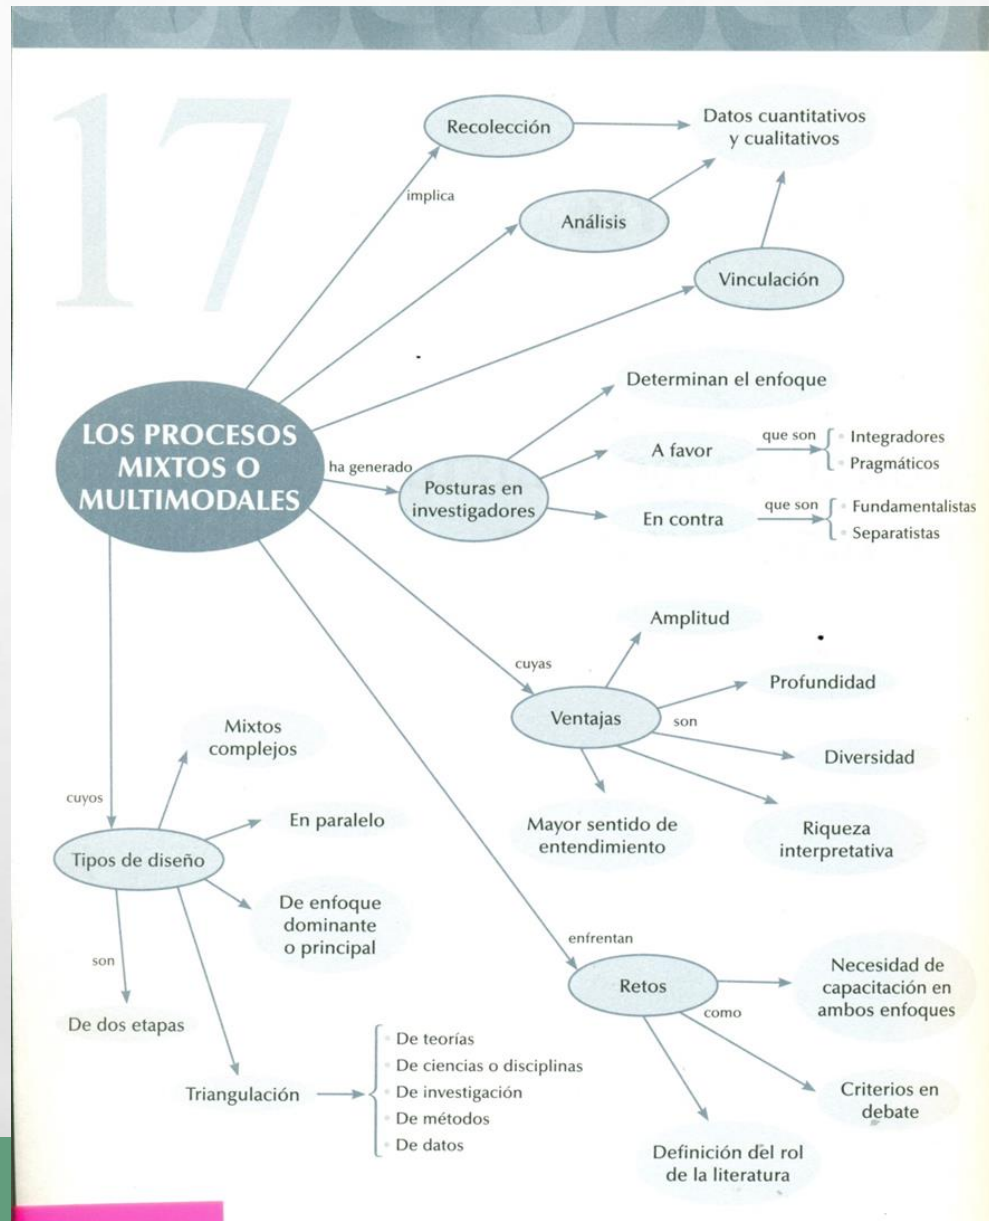 17
Recolección
Datos cuantitativos
y cualitativos
implica
Análisis
Vinculación
LOS PROCESOS
MIXTOS O
MULTIMODALES
ha generado
Posturas en
investigadores
Determinan el enfoque
A favor
que son
Integradores
Pragmáticos
En contra
que son
Fundamentalistas
Separatistas
cuyas
Ventajas
son
Amplitud
Profundidad
Diversidad
Riqueza
interpretativa
Mayor sentido de
entendimiento
cuyos
Tipos de diseño
son
Mixtos
complejos
En paralelo
De enfoque
dominante
o principal
De dos etapas
Triangulación
De teorías
De ciencias o disciplinas
De investigación
De métodos
De datos
enfrentan
Retos
como
Necesidad de
capacitación en
ambos enfoques
Criterios en
debate
Definición del rol
de la literatura